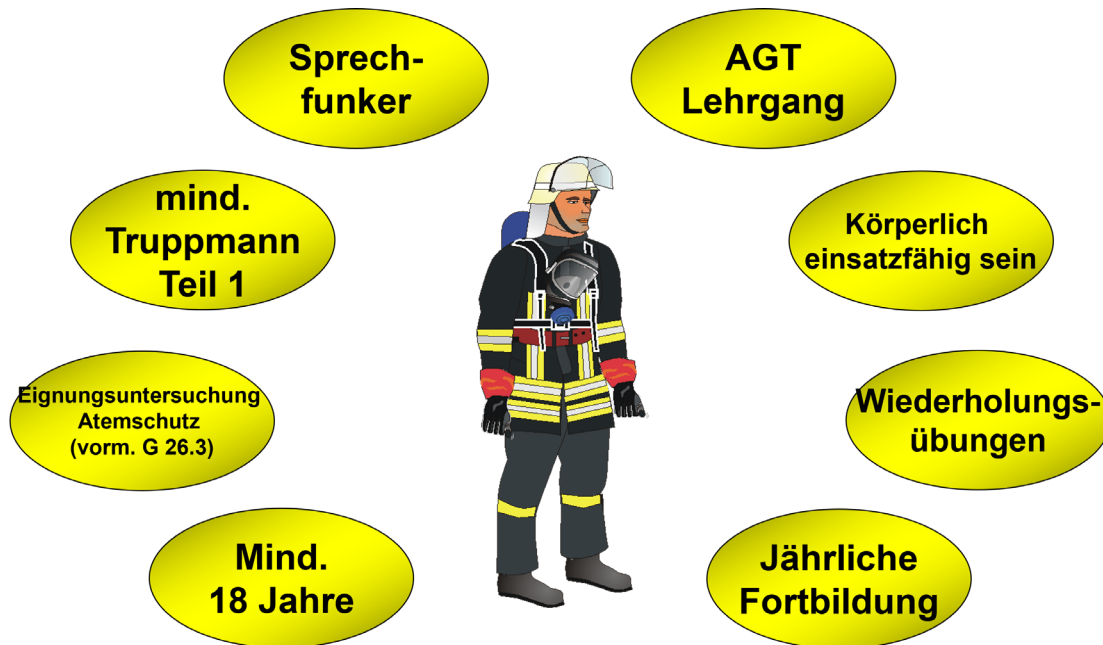 Sprech-
funker
AGT
Lehrgang
mind.
Truppmann
Teil 1
Körperlich
einsatzfähig sein
Eignungsuntersuchung
Atemschutz
(vorm. G 26.3)
Wiederholungs-
übungen
Mind.
18 Jahre
Jährliche
Fortbildung